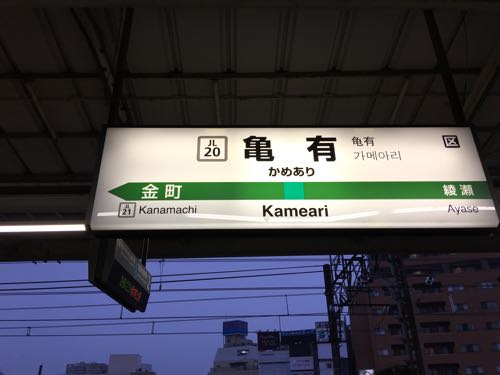 JL
20
亀有
亀有
가메아리
区
かめあり
金町
綾瀬
JL
21
Kanamachi
Kameari
Ayase